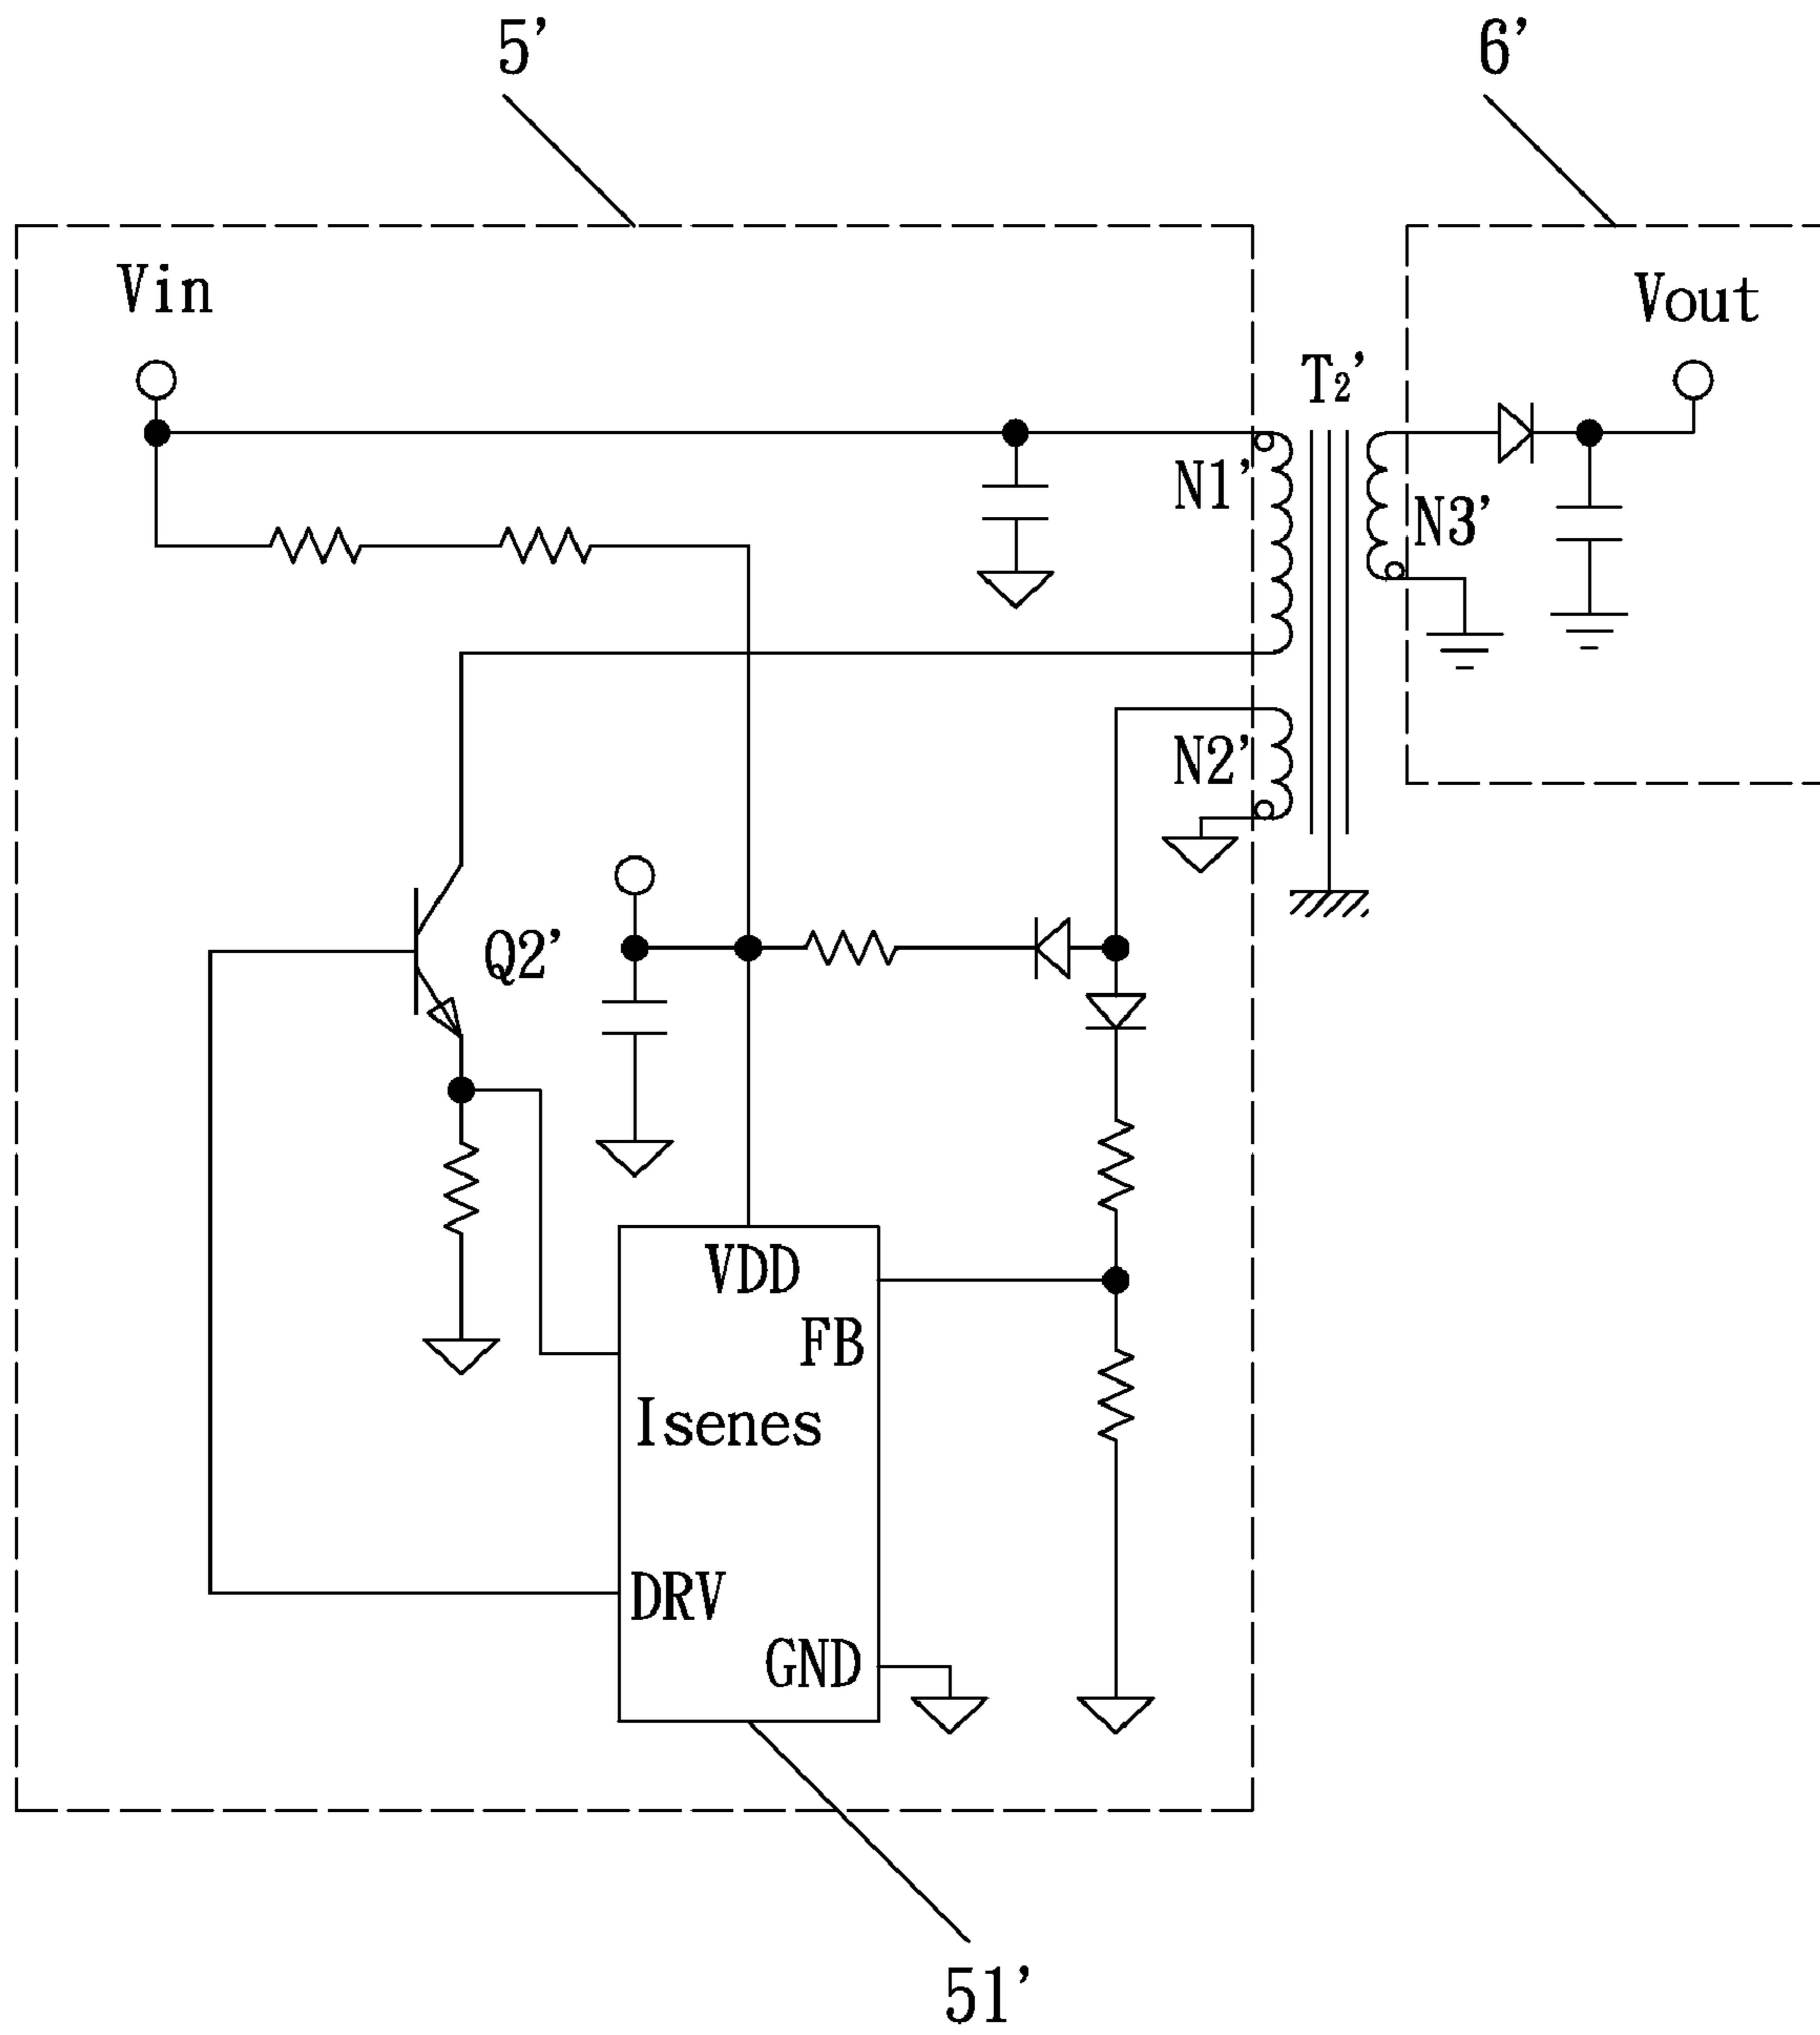 5'
6'
Vin
Vout
T2'
N1'
N3'
N2'
Q2'
VDD
FB
Isenes
DRV
GND
51'